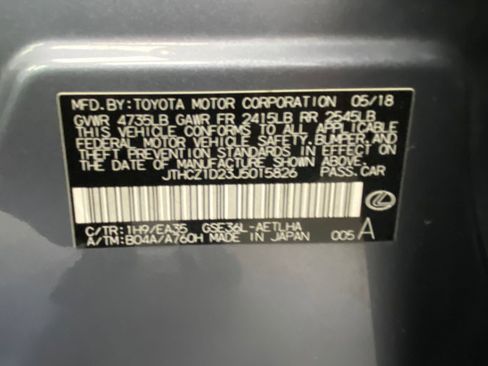 MFD. BY: TOYOTA MOTOR CORPORATION 05/18
GVWR 4735LB GAWR FR 2415LB RR 2545LB
THIS VEHICLE CONFORMS TO ALL APPLICABLE
FEDERAL MOTOR VEHICLE SAFETY, BUMPER, AND
THEFT PREVENTION STANDARDS IN EFFECT ON
THE DATE OF MANUFACTURE SHOWN ABOVE.
JTHCZ1D23J5015826 PASS. CAR
C/TR: 1H9/EA35 GSE36L-AETLHA
A/TM: B04A/A760H MADE IN JAPAN 005 A